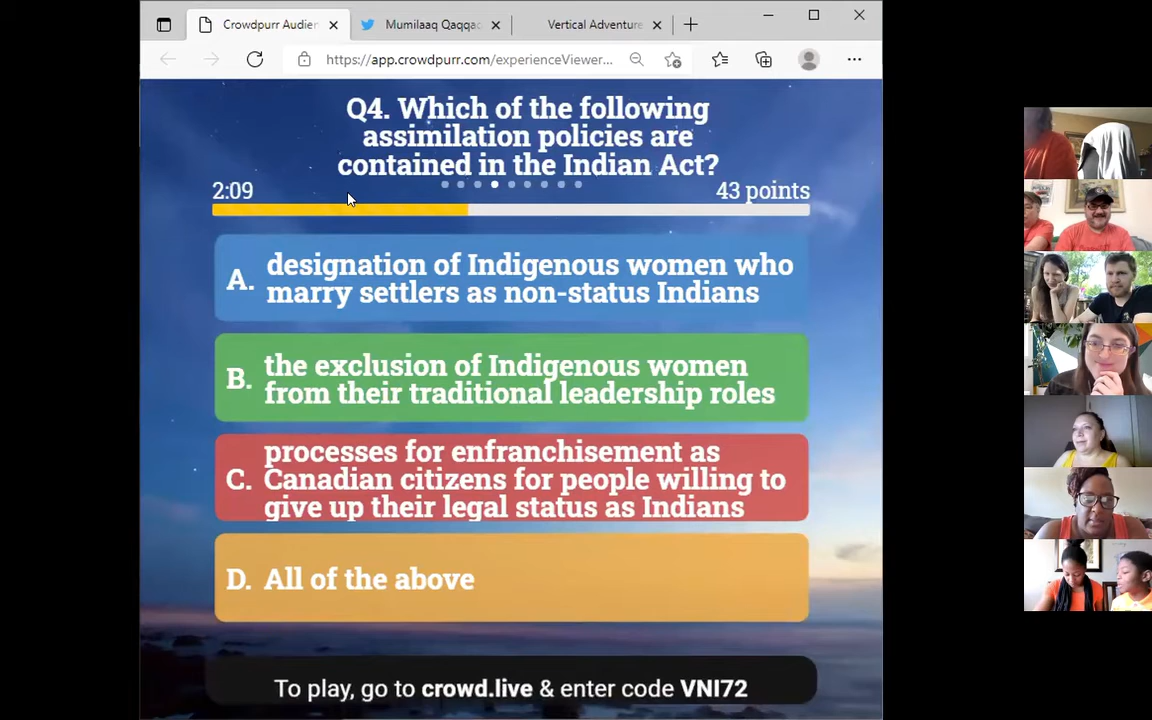 Crowdpurr Audien
Mumilaaq Qaqqac
Vertical Adventure
https://app.crowdpurr.com/experienceViewer...
Q4. Which of the following
assimilation policies are
contained in the Indian Act?
2:09
43 points
A. designation of Indigenous women who
marry settlers as non-status Indians
B. the exclusion of Indigenous women
from their traditional leadership roles
C. processes for enfranchisement as
Canadian citizens for people willing to
give up their legal status as Indians
D. All of the above
To play, go to crowd.live & enter code VNI72